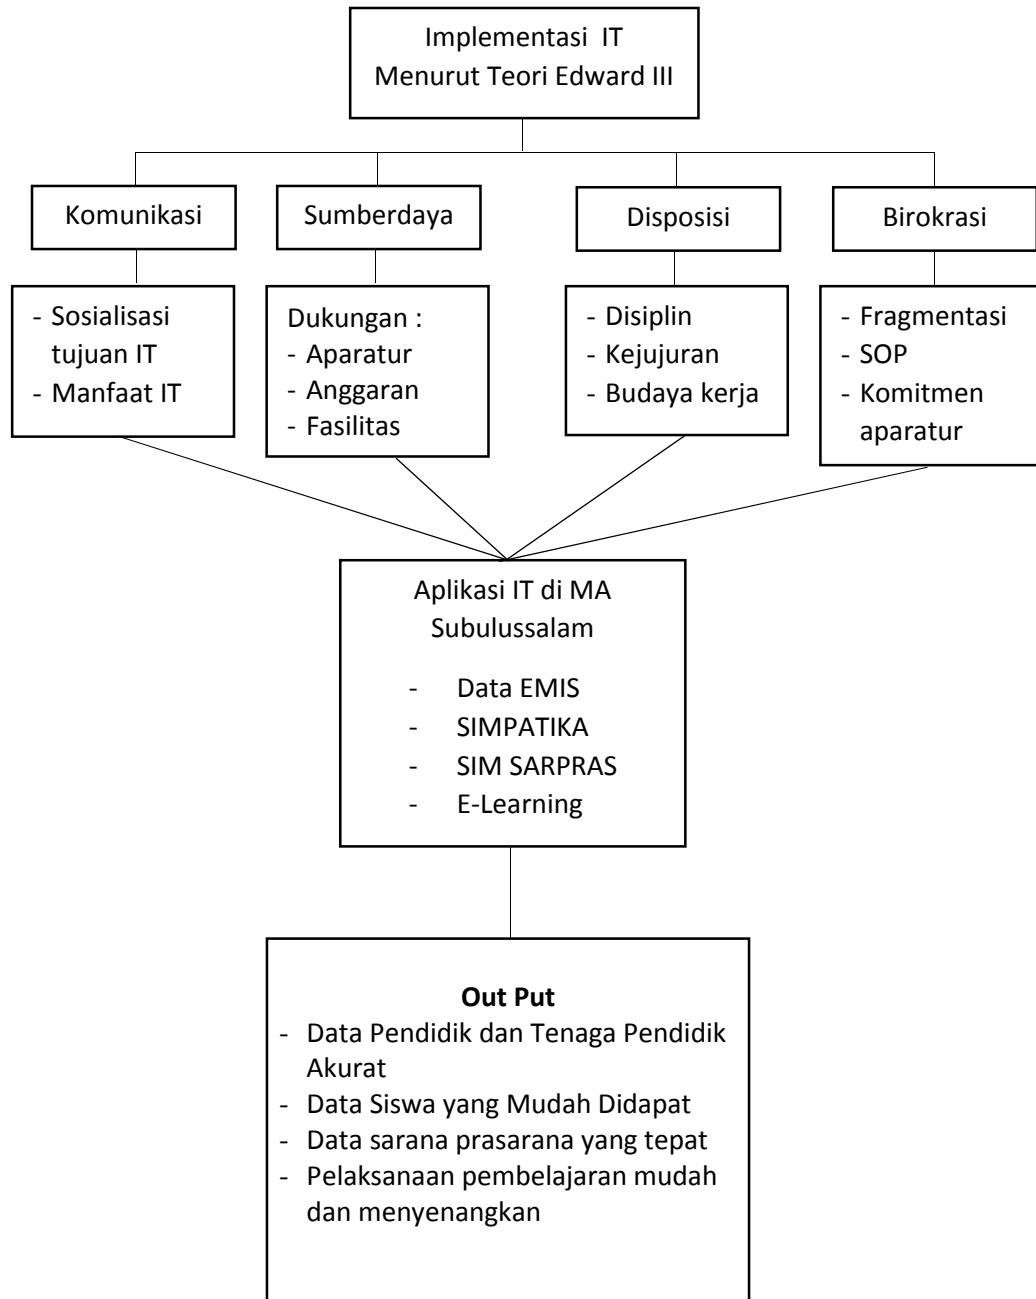 Implementasi IT
Menurut Teori Edward III
Komunikasi
Sumberdaya
Disposisi
Birokrasi
- Sosialisasi
tujuan IT
- Manfaat IT
Dukungan :
- Aparatur
- Anggaran
- Fasilitas
- Disiplin
- Kejujuran
- Budaya kerja
- Fragmentasi
- SOP
- Komitmen
aparatur
Aplikasi IT di MA
Subulussalam
- Data EMIS
- SIMPATIKA
- SIM SARPRAS
- E-Learning
Out Put
- Data Pendidik dan Tenaga Pendidik
Akurat
- Data Siswa yang Mudah Didapat
- Data sarana prasarana yang tepat
- Pelaksanaan pembelajaran mudah
dan menyenangkan